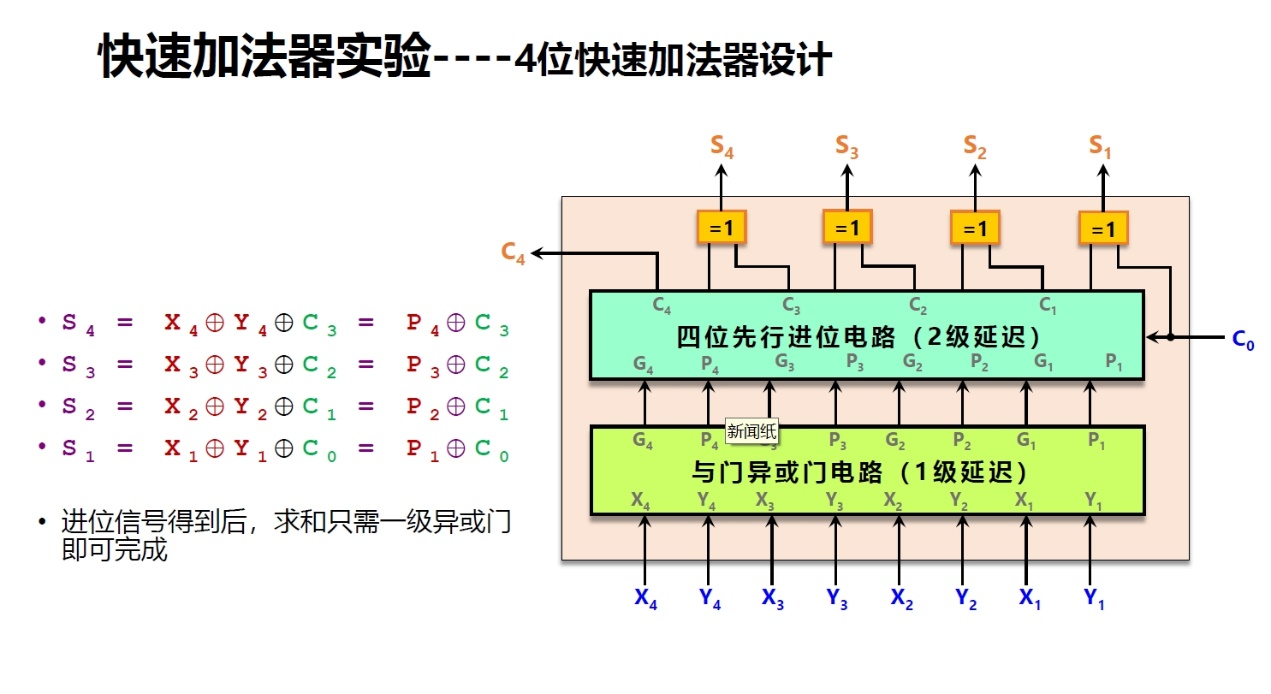 快速加法器实验----4位快速加法器设计
S4 S3 S2 S1
=1 =1 =1 =1
C4
C4 C3 C2 C1
• S4 = X4⊕Y4⊕C3 = P4⊕C3
四位先行进位电路（2级延迟）
C0
• S3 = X3⊕Y3⊕C2 = P3⊕C2
G4 P4 G3 P3 G2 P2 G1 P1
• S2 = X2⊕Y2⊕C1 = P2⊕C1
• S1 = X1⊕Y1⊕C0 = P1⊕C0
G4 P4 新闻纸 P3 G2 P2 G1 P1
与门异或门电路（1级延迟）
X4 Y4 X3 Y3 X2 Y2 X1 Y1
• 进位信号得到后，求和只需一级异或门
即可完成
X4 Y4 X3 Y3 X2 Y2 X1 Y1